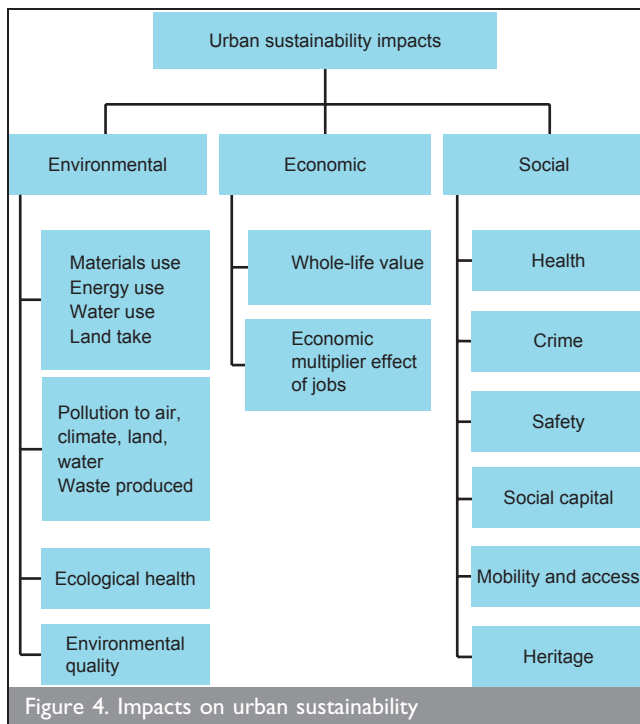 Urban sustainability impacts
Environmental
Economic
Social
Materials use
Energy use
Water use
Land take
Pollution to air,
climate, land,
water
Waste produced
Ecological health
Environmental
quality
Whole-life value
Economic
multiplier effect
of jobs
Health
Crime
Safety
Social capital
Mobility and access
Heritage
Figure 4. Impacts on urban sustainability